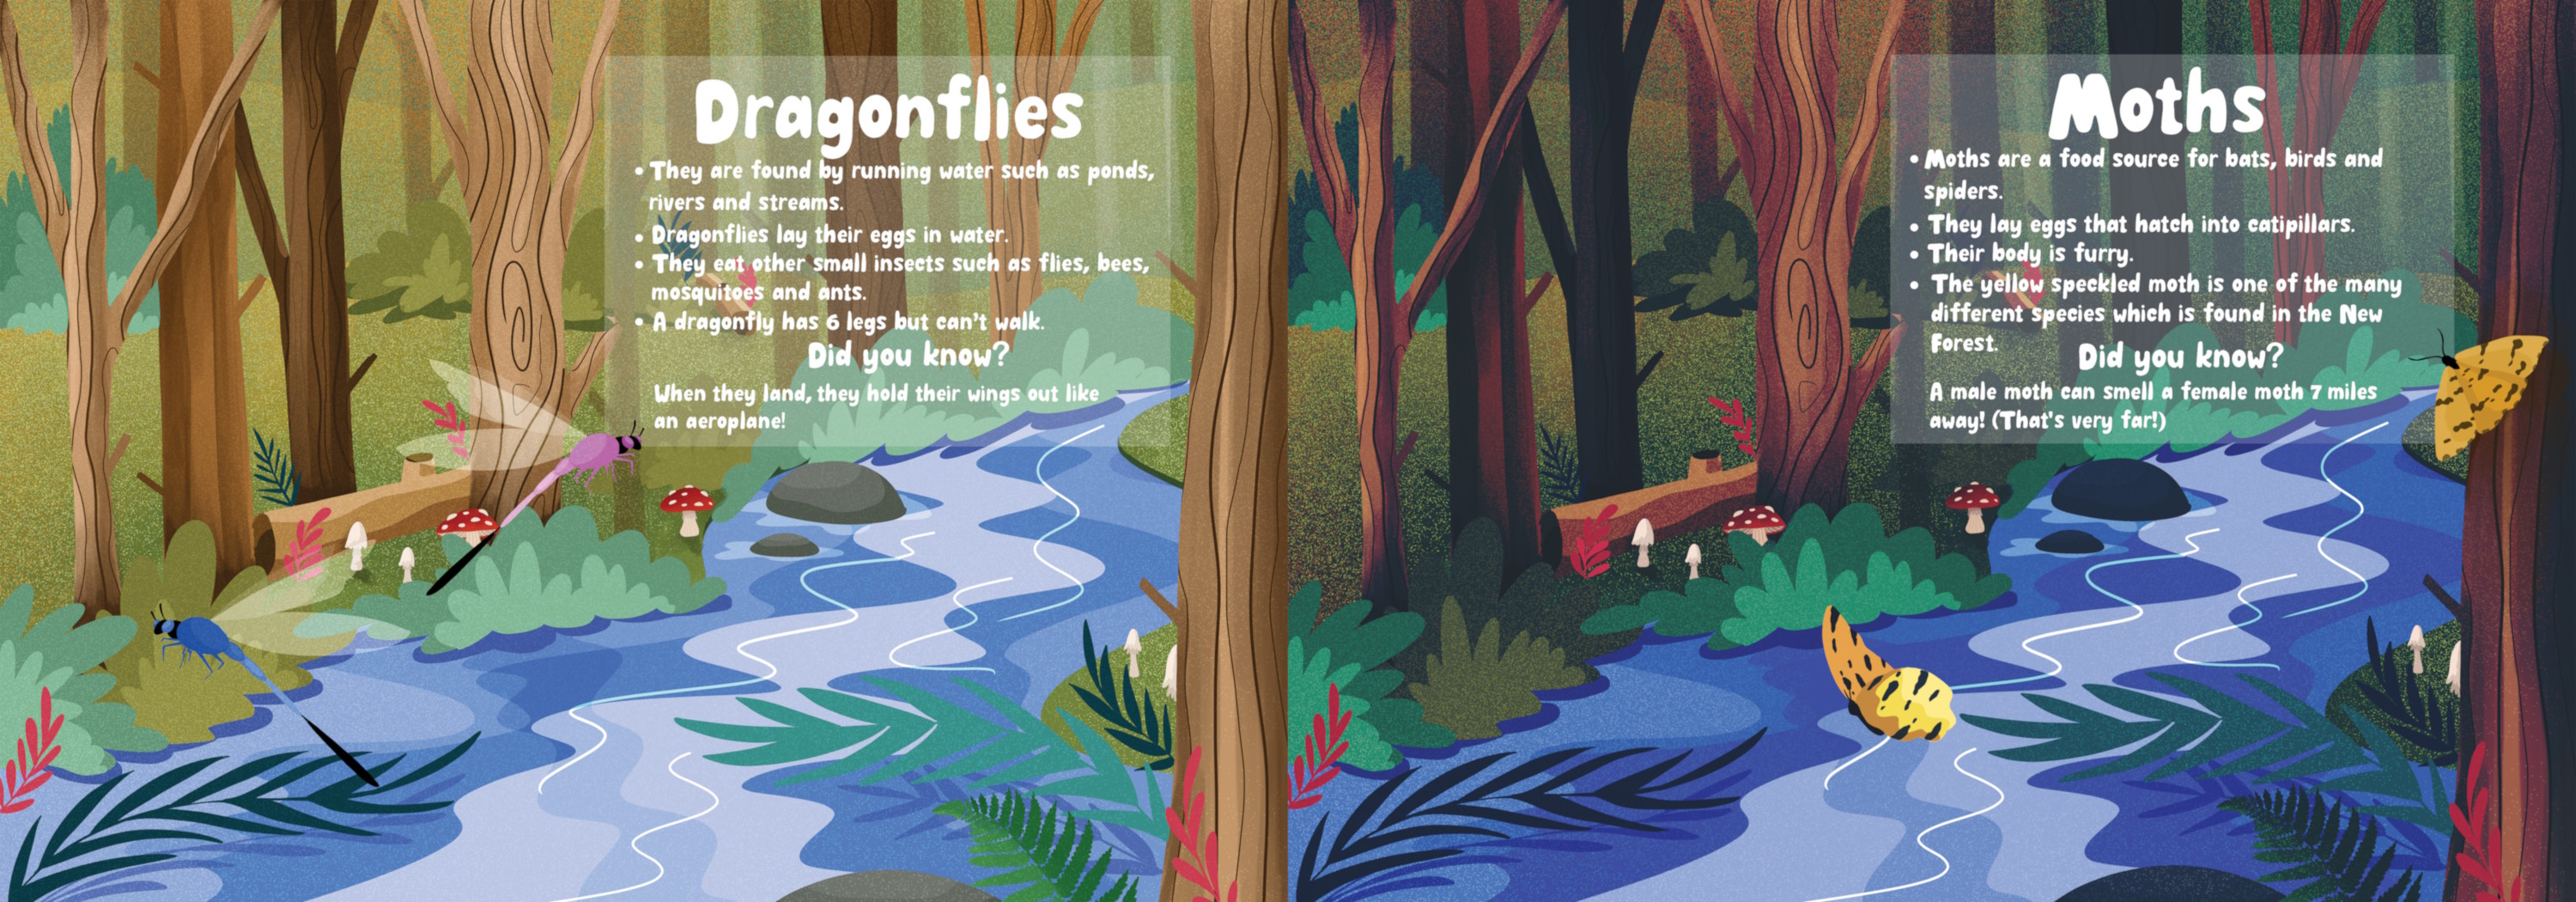 Dragonflies
• They are found by running water such as ponds,
rivers and streams.
• Dragonflies lay their eggs in water.
• They eat other small insects such as flies, bees,
mosquitoes and ants.
• A dragonfly has 6 legs but can't walk.
Did you know?
When they land, they hold their wings out like
an aeroplane!
Moths
• Moths are a food source for bats, birds and
spiders.
• They lay eggs that hatch into catipillars.
• Their body is furry.
• The yellow speckled moth is one of the many
different species which is found in the New
Forest.
Did you know?
A male moth can smell a female moth 7 miles
away! (That's very far!)